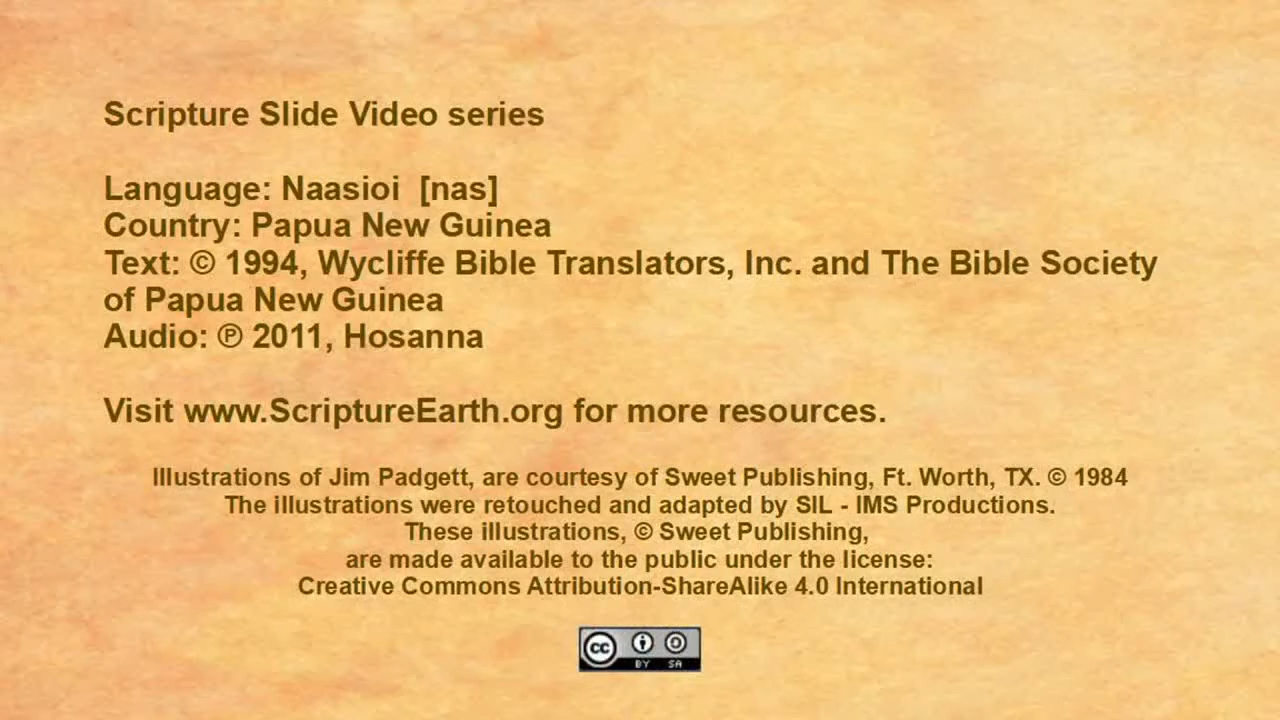 Scripture Slide Video series
Language: Naasioi [nas]
Country: Papua New Guinea
Text: © 1994, Wycliffe Bible Translators, Inc. and The Bible Society
of Papua New Guinea
Audio: ℗ 2011, Hosanna
Visit www.ScriptureEarth.org for more resources.
Illustrations of Jim Padgett, are courtesy of Sweet Publishing, Ft. Worth, TX. © 1984
The illustrations were retouched and adapted by SIL - IMS Productions.
These illustrations, © Sweet Publishing,
are made available to the public under the license:
Creative Commons Attribution-ShareAlike 4.0 International
cc BY SA